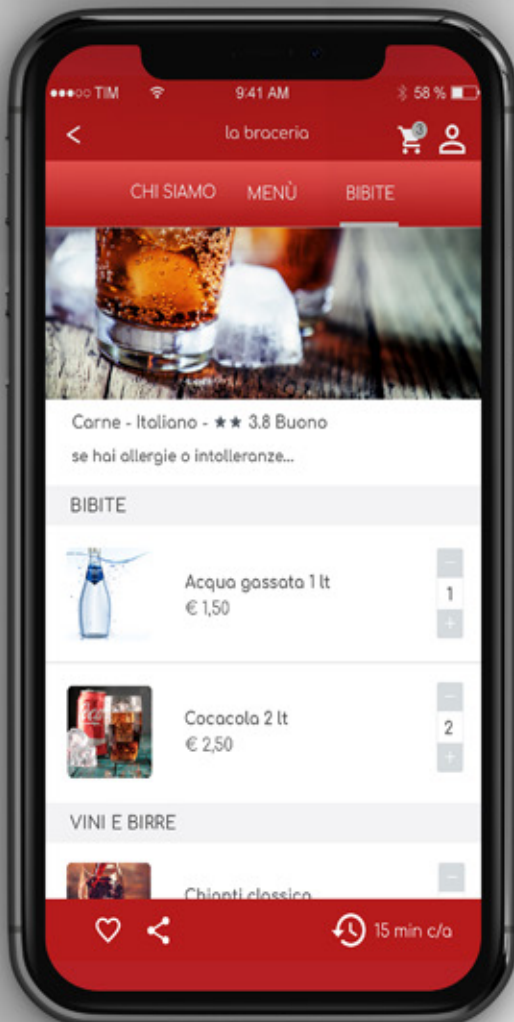 TIM 9:41 AM 58 %
la braceria 3
CHI SIAMO MENÙ BIBITE
Carne - Italiano - ★★ 3.8 Buono
se hai allergie o intolleranze...
BIBITE
Acqua gassata 1 lt
€ 1,50
1
Cocacola 2 lt
€ 2,50
2
VINI E BIRRE
Chianti classico
15 min c/a